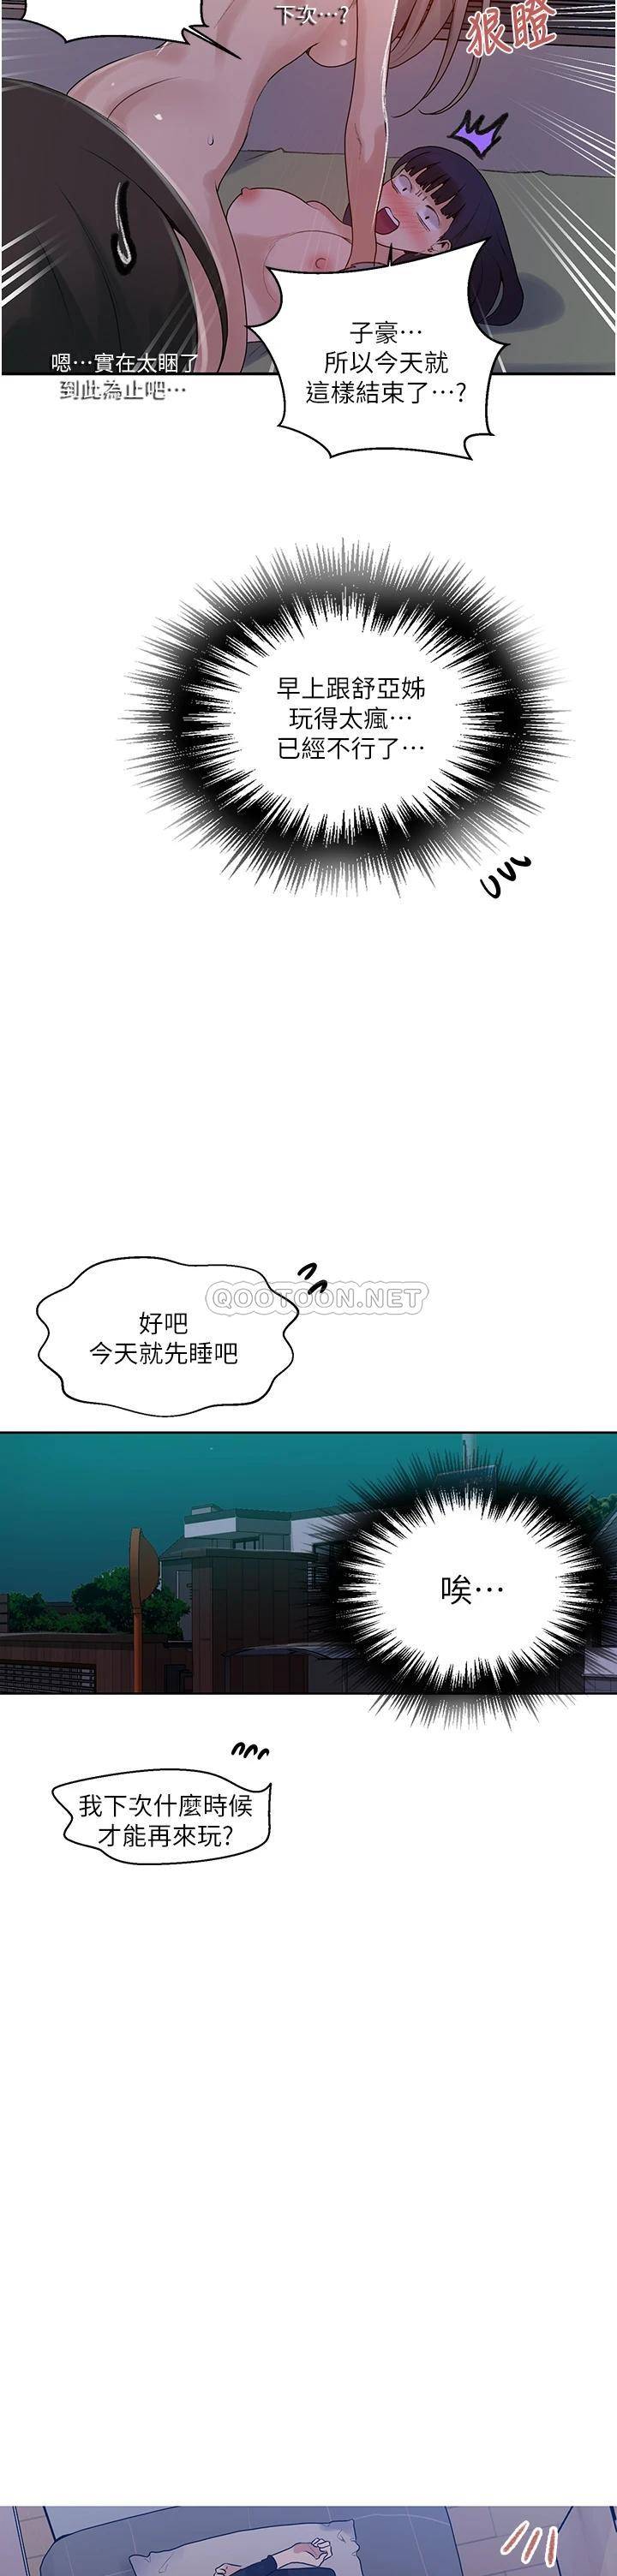 下次⋯?
狠瞪
子豪⋯
所以今天就
這樣結束了⋯?
嗯⋯實在太睏了
到此為止吧⋯
早上跟舒亞姊
玩得太瘋⋯
已經不行了⋯
QOOTOON.NET
好吧
今天就先睡吧
唉⋯
我下次什麼時候
才能再來玩?